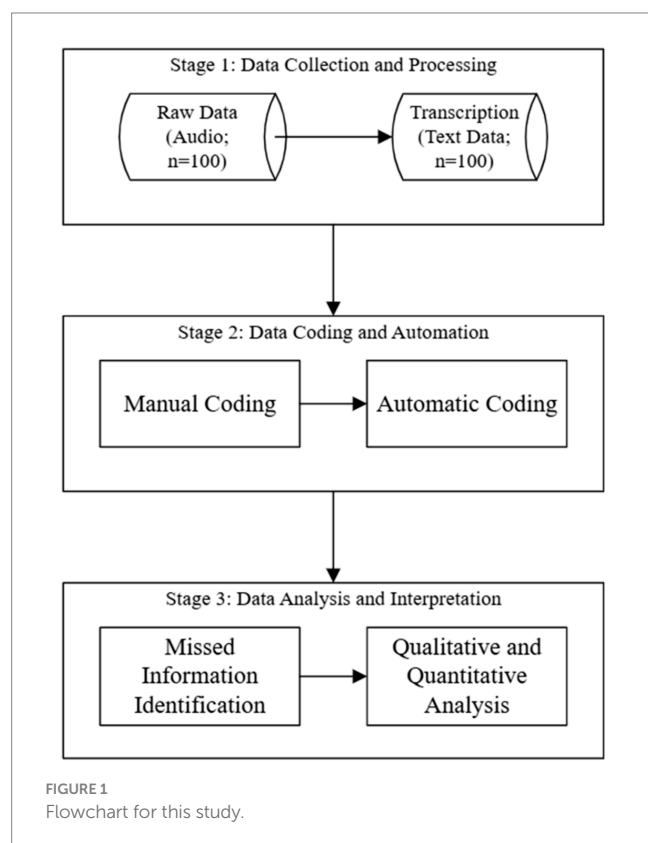 Stage 1: Data Collection and Processing
Raw Data
(Audio;
n=100)
Transcription
(Text Data;
n=100)
Stage 2: Data Coding and Automation
Manual Coding
Automatic Coding
Stage 3: Data Analysis and Interpretation
Missed
Information
Identification
Qualitative and
Quantitative
Analysis
FIGURE 1
Flowchart for this study.